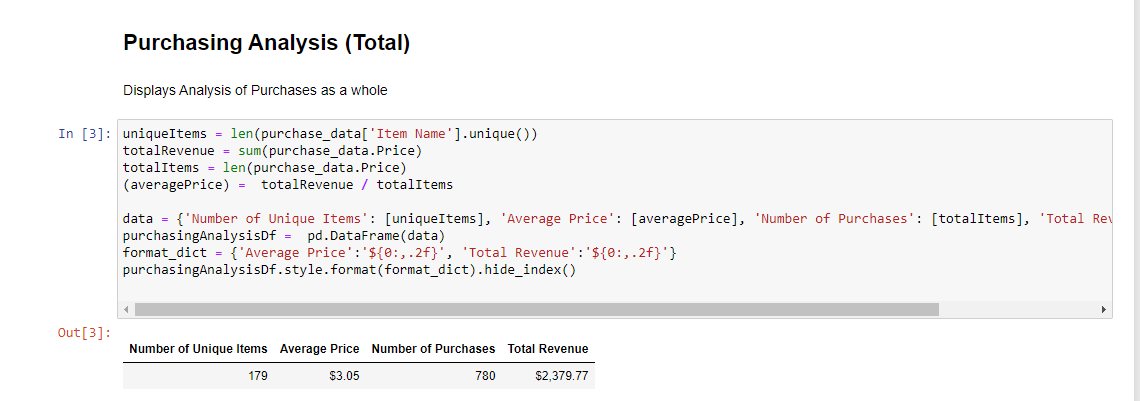 Purchasing Analysis (Total)
Displays Analysis of Purchases as a whole
In [3]:
uniqueItems = len(purchase_data['Item Name'].unique())
totalRevenue = sum(purchase_data.Price)
totalItems = len(purchase_data.Price)
(averagePrice) =  totalRevenue / totalItems
data = {'Number of Unique Items': [uniqueItems], 'Average Price': [averagePrice], 'Number of Purchases': [totalItems], 'Total Rev
purchasingAnalysisDf =  pd.DataFrame(data)
format_dict = {'Average Price':'${0:,.2f}', 'Total Revenue':'${0:,.2f}'}
purchasingAnalysisDf.style.format(format_dict).hide_index()
Out[3]:
Number of Unique Items Average Price Number of Purchases Total Revenue
179 $3.05 780 $2,379.77